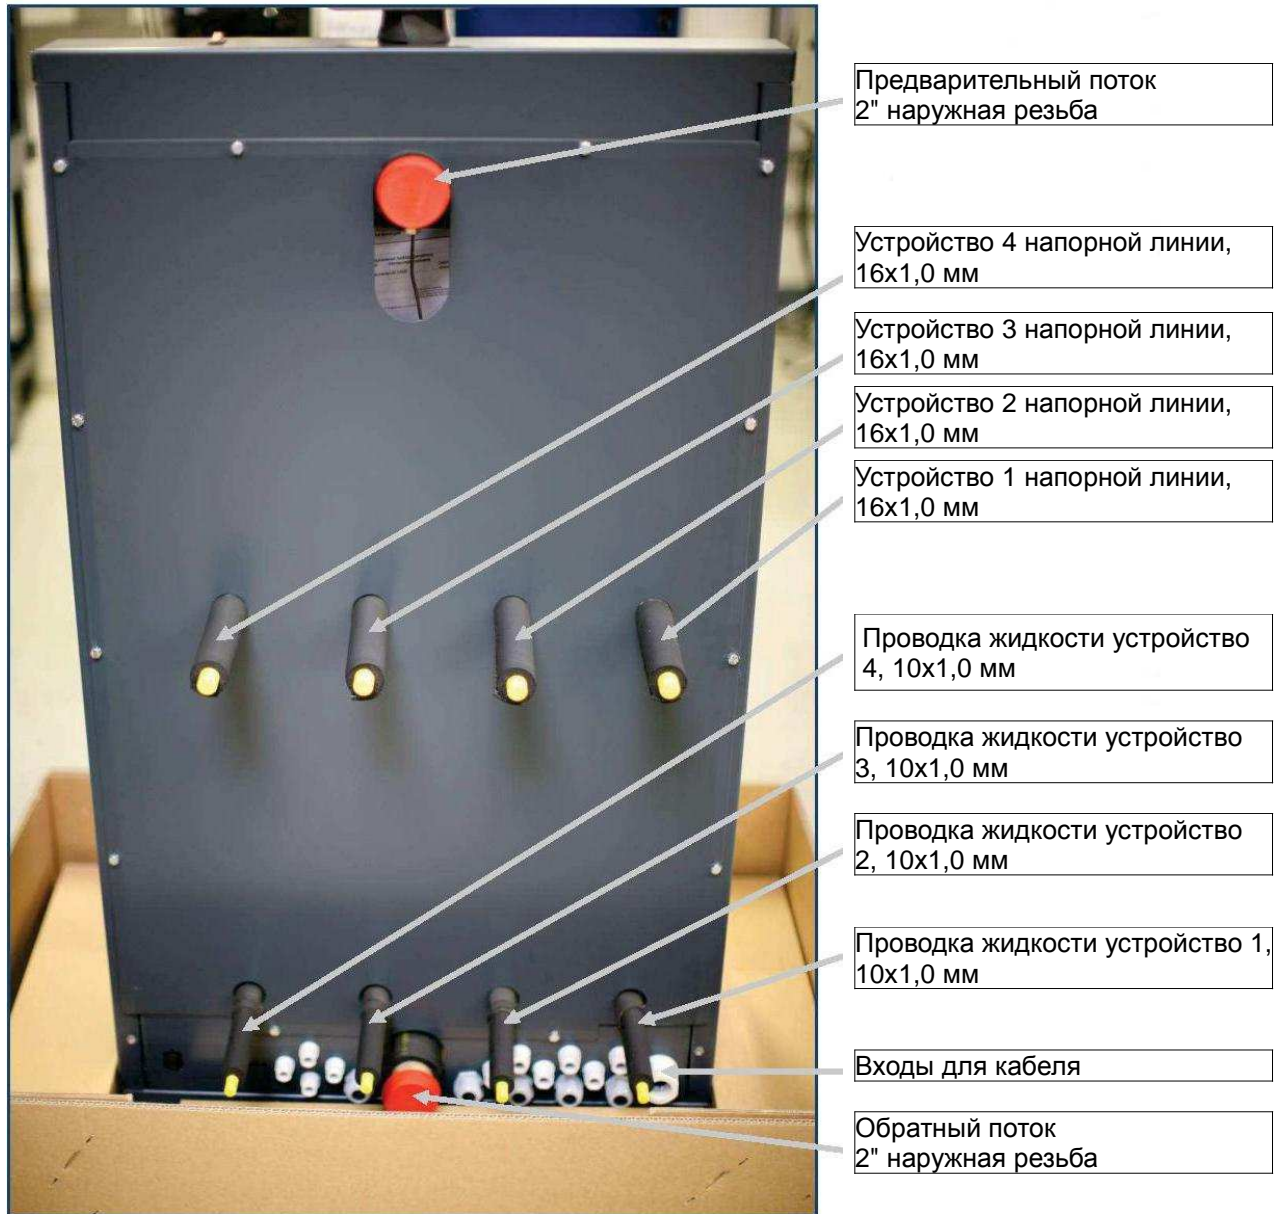 Предварительный поток
2" наружная резьба
Устройство 4 напорной линии,
16x1,0 мм
Устройство 3 напорной линии,
16x1,0 мм
Устройство 2 напорной линии,
16x1,0 мм
Устройство 1 напорной линии,
16x1,0 мм
Проводка жидкости устройство
4, 10x1,0 мм
Проводка жидкости устройство
3, 10x1,0 мм
Проводка жидкости устройство
2, 10x1,0 мм
Проводка жидкости устройство 1,
10x1,0 мм
Входы для кабеля
Обратный поток
2" наружная резьба